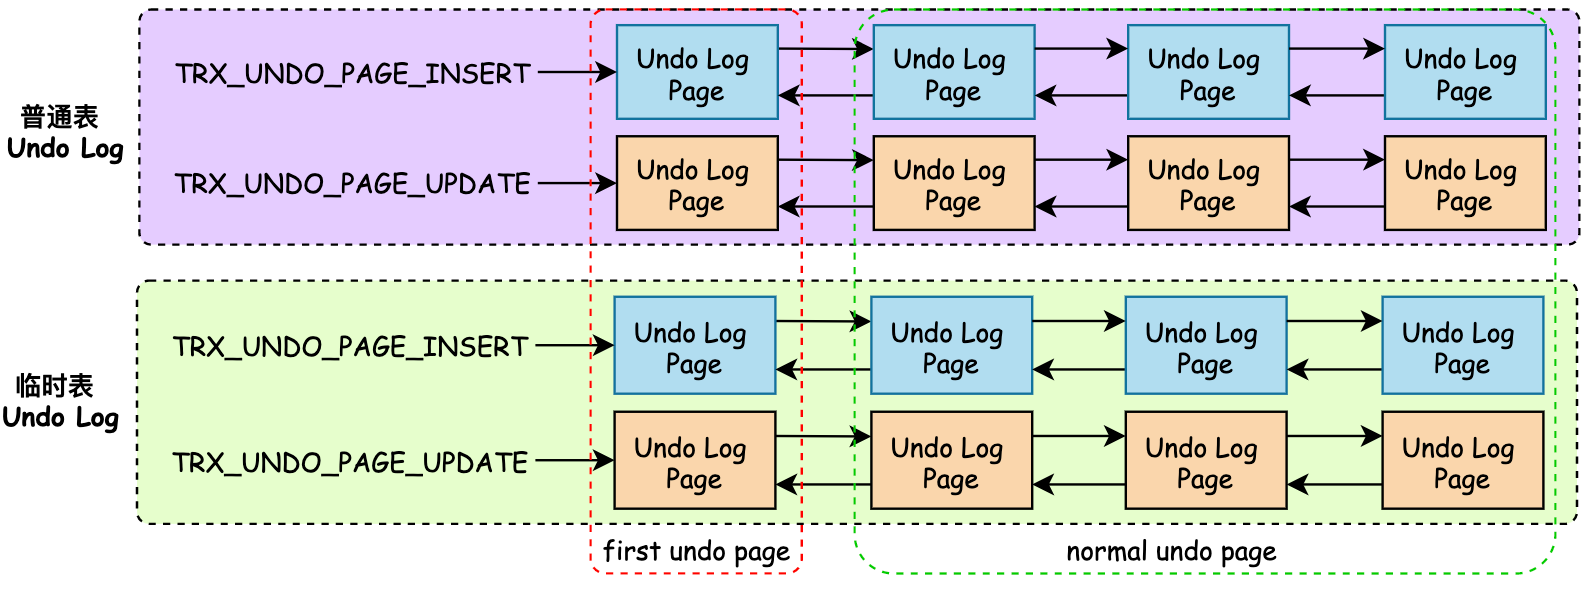 普通表
Undo Log
TRX_UNDO_PAGE_INSERT
Undo Log
Page
Undo Log
Page
Undo Log
Page
Undo Log
Page
TRX_UNDO_PAGE_UPDATE
Undo Log
Page
Undo Log
Page
Undo Log
Page
Undo Log
Page
临时表
Undo Log
TRX_UNDO_PAGE_INSERT
Undo Log
Page
Undo Log
Page
Undo Log
Page
Undo Log
Page
TRX_UNDO_PAGE_UPDATE
Undo Log
Page
Undo Log
Page
Undo Log
Page
Undo Log
Page
first undo page
normal undo page